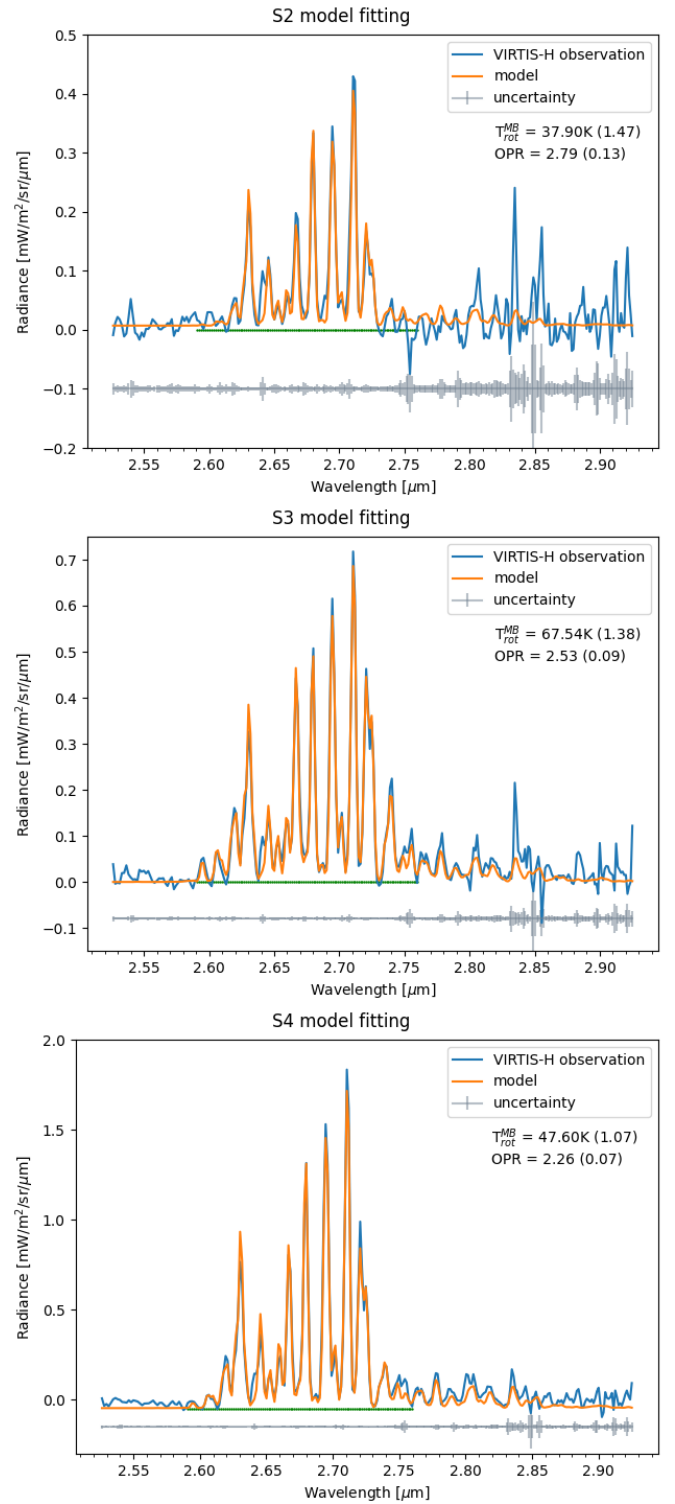 S2 model fitting
0.5
0.4
0.3
0.2
0.1
0.0
−0.1
−0.2
Radiance [mW/m²/sr/μm]
VIRTIS-H observation
model
uncertainty
T_rot^MB = 37.90K (1.47)
OPR = 2.79 (0.13)
2.55 2.60 2.65 2.70 2.75 2.80 2.85 2.90
Wavelength [μm]
S3 model fitting
0.7
0.6
0.5
0.4
0.3
0.2
0.1
0.0
−0.1
Radiance [mW/m²/sr/μm]
VIRTIS-H observation
model
uncertainty
T_rot^MB = 67.54K (1.38)
OPR = 2.53 (0.09)
2.55 2.60 2.65 2.70 2.75 2.80 2.85 2.90
Wavelength [μm]
S4 model fitting
2.0
1.5
1.0
0.5
0.0
Radiance [mW/m²/sr/μm]
VIRTIS-H observation
model
uncertainty
T_rot^MB = 47.60K (1.07)
OPR = 2.26 (0.07)
2.55 2.60 2.65 2.70 2.75 2.80 2.85 2.90
Wavelength [μm]